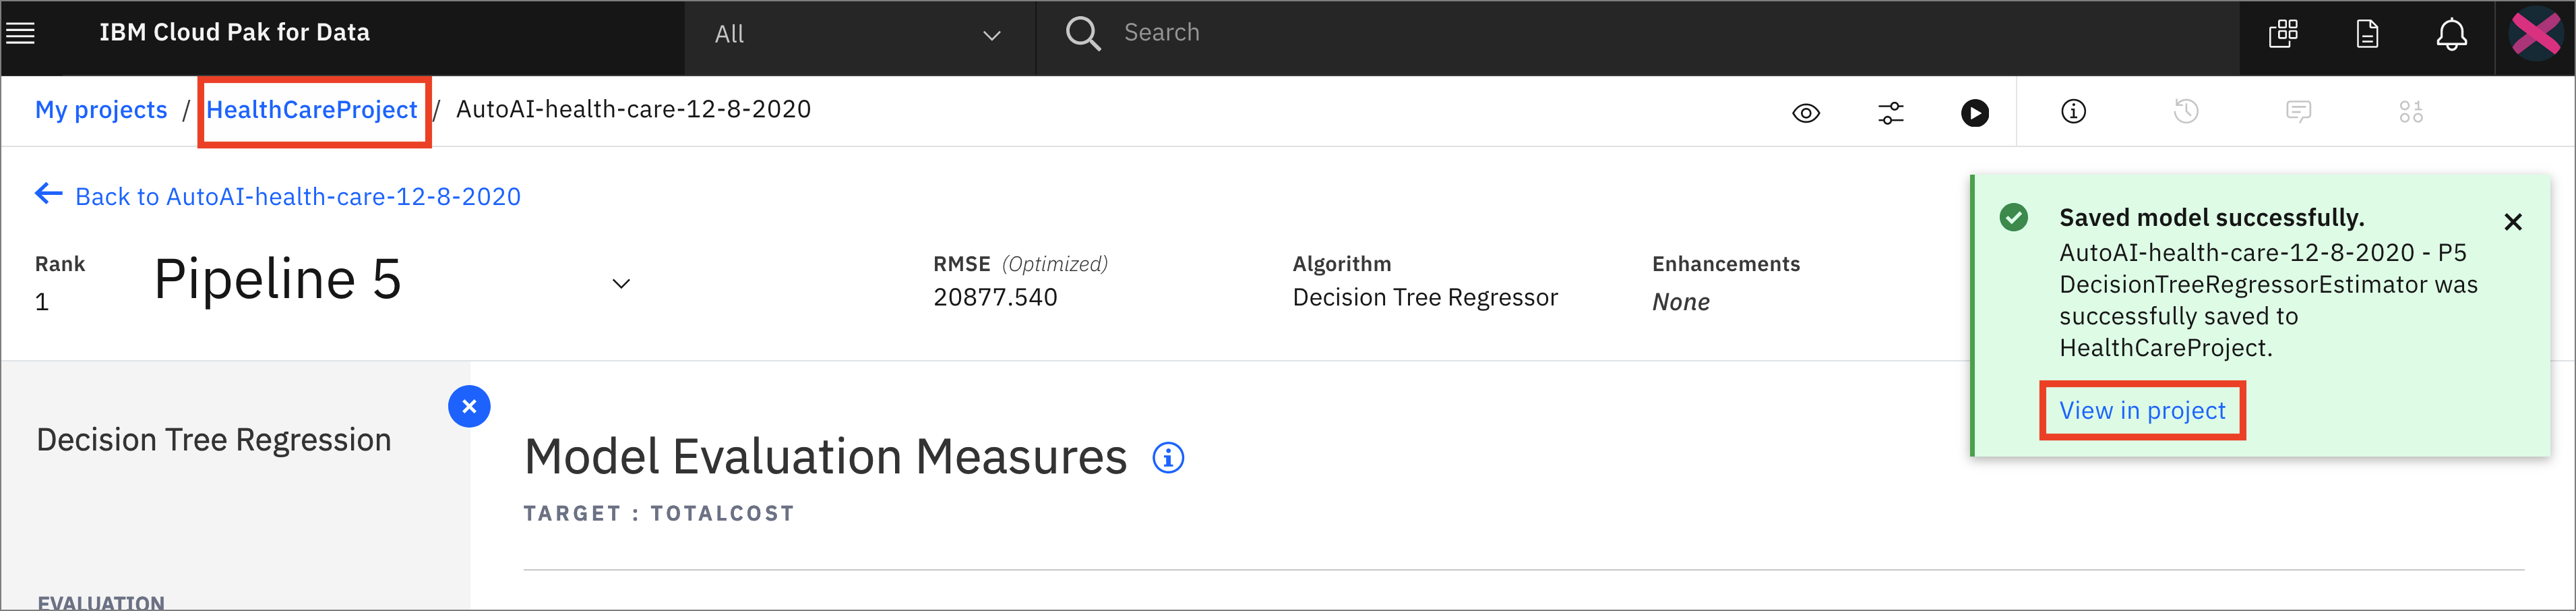 IBM Cloud Pak for Data
All
Search
My projects / HealthCareProject / AutoAI-health-care-12-8-2020
Back to AutoAI-health-care-12-8-2020
Rank
1
Pipeline 5
RMSE (Optimized)
20877.540
Algorithm
Decision Tree Regressor
Enhancements
None
Saved model successfully.
AutoAI-health-care-12-8-2020 - P5
DecisionTreeRegressorEstimator was
successfully saved to
HealthCareProject.
View in project
Decision Tree Regression
Model Evaluation Measures
TARGET : TOTALCOST
EVALUATION